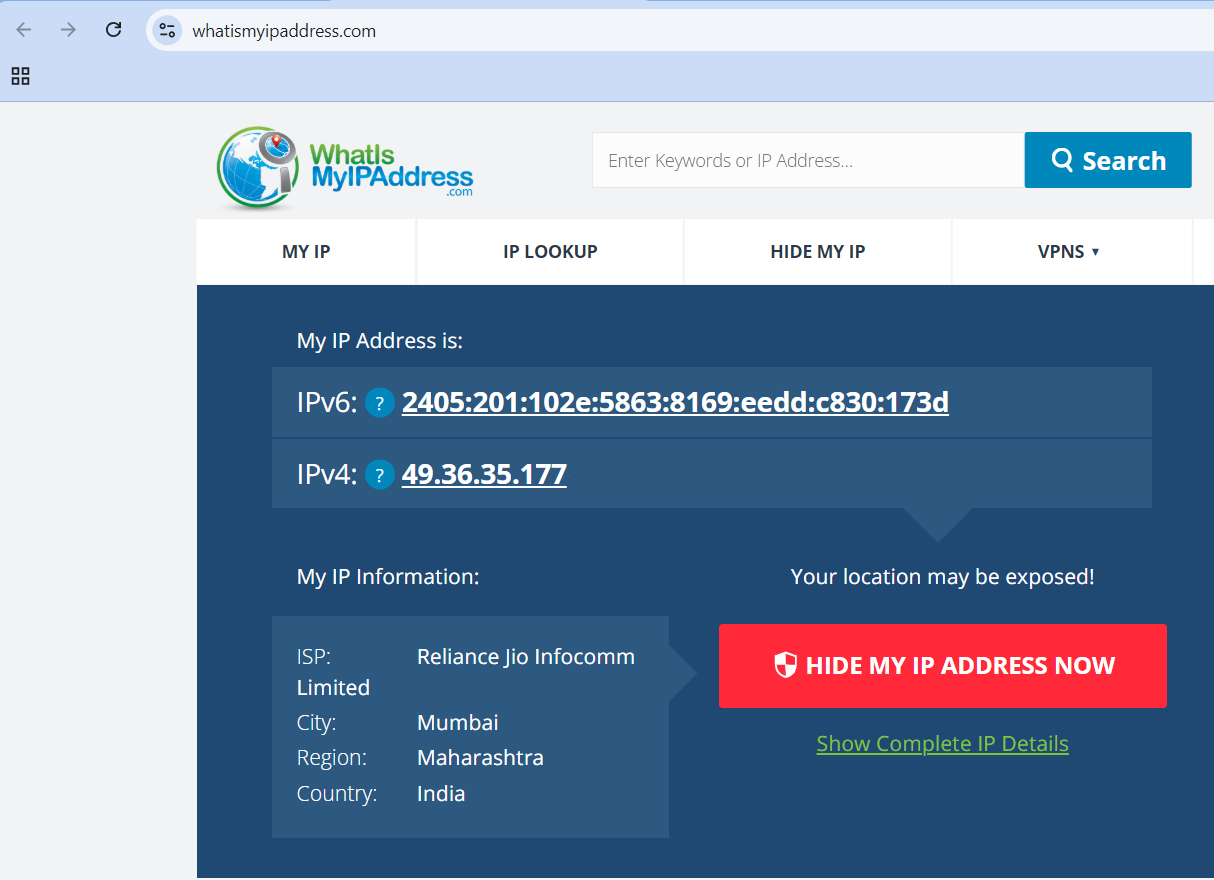 whatismyipaddress.com
WhatIs
MyIPAddress
.com
Enter Keywords or IP Address...
Search
MY IP
IP LOOKUP
HIDE MY IP
VPNS ▼
My IP Address is:
IPv6: ? 2405:201:102e:5863:8169:eedd:c830:173d
IPv4: ? 49.36.35.177
My IP Information:
ISP: Reliance Jio Infocomm
Limited
City: Mumbai
Region: Maharashtra
Country: India
Your location may be exposed!
HIDE MY IP ADDRESS NOW
Show Complete IP Details